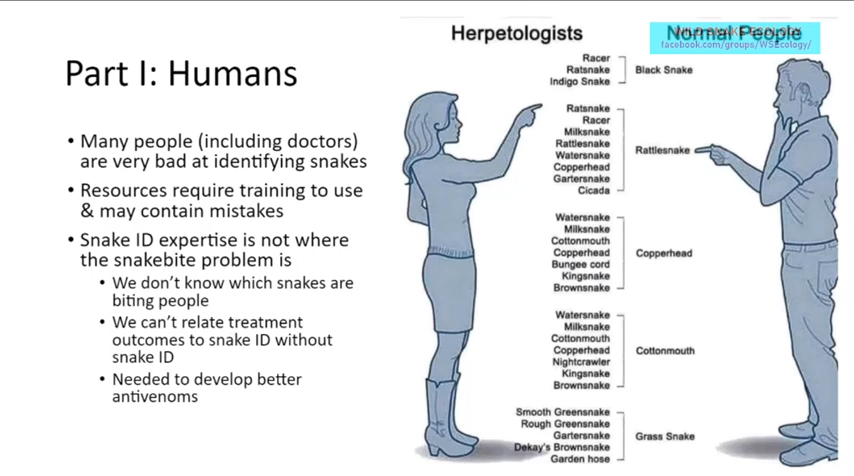 Part I: Humans
• Many people (including doctors)
are very bad at identifying snakes
• Resources require training to use
& may contain mistakes
• Snake ID expertise is not where
the snakebite problem is
• We don't know which snakes are
biting people
• We can't relate treatment
outcomes to snake ID without
snake ID
• Needed to develop better
antivenoms
Herpetologists
Normal People
WILD SNAKE ECOLOGY
facebook.com/groups/WSEcology/
Racer
Ratsnake
Indigo Snake
Black Snake
Ratsnake
Racer
Milksnake
Rattlesnake
Watersnake
Copperhead
Gartersnake
Cicada
Rattlesnake
Watersnake
Milksnake
Cottonmouth
Copperhead
Bungee cord
Kingsnake
Brownsnake
Copperhead
Watersnake
Milksnake
Cottonmouth
Copperhead
Nightcrawler
Kingsnake
Brownsnake
Cottonmouth
Smooth Greensnake
Rough Greensnake
Gartersnake
Dekay's Brownsnake
Garden hose
Grass Snake